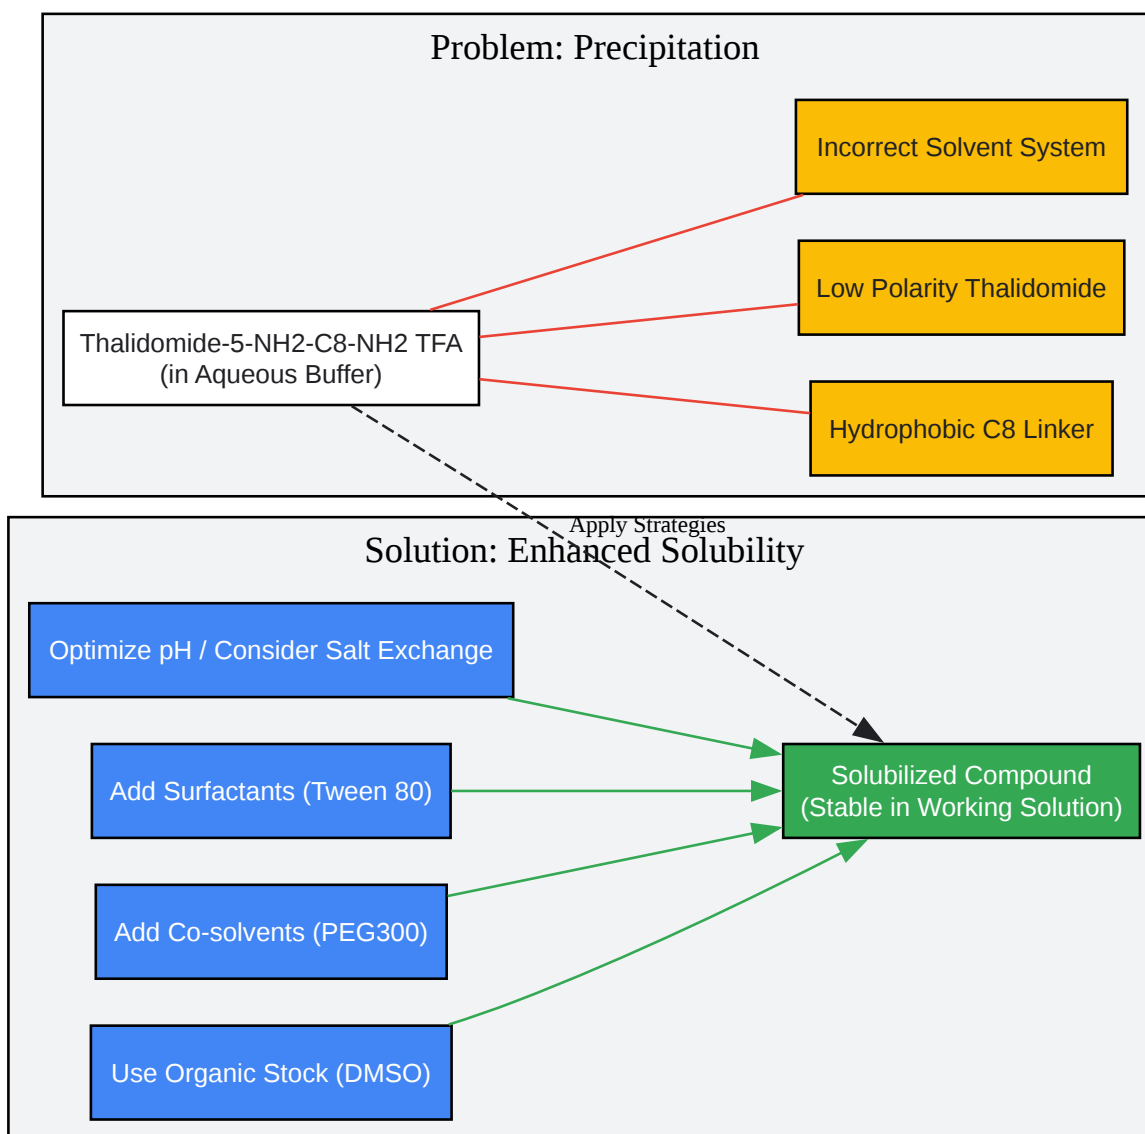 Problem: Precipitation
Incorrect Solvent System
Low Polarity Thalidomide
Thalidomide-5-NH2-C8-NH2 TFA
(in Aqueous Buffer)
Hydrophobic C8 Linker
Apply Strategies
Solution: Enhanced Solubility
Optimize pH / Consider Salt Exchange
Add Surfactants (Tween 80)
Solubilized Compound
(Stable in Working Solution)
Add Co-solvents (PEG300)
Use Organic Stock (DMSO)